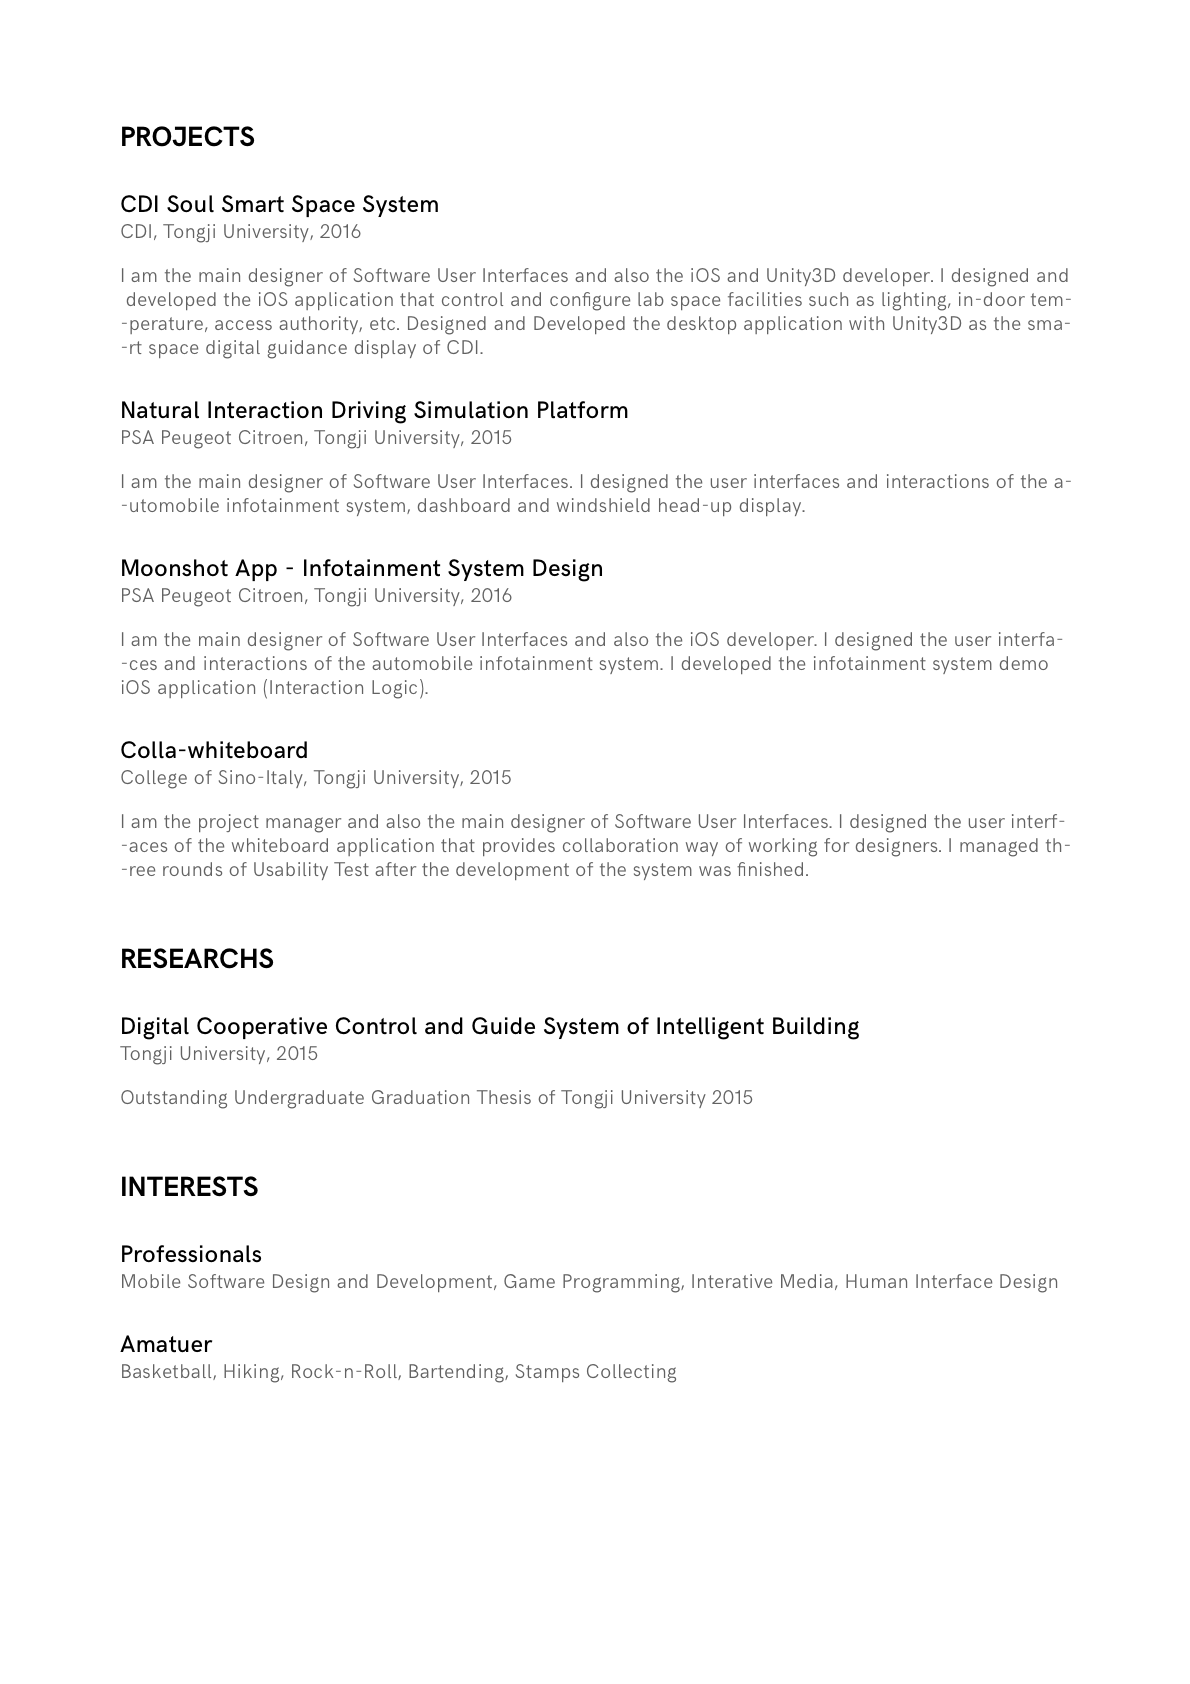 PROJECTS
CDI Soul Smart Space System
CDI, Tongji University, 2016
I am the main designer of Software User Interfaces and also the iOS and Unity3D developer. I designed and
developed the iOS application that control and configure lab space facilities such as lighting, in-door tem-
-perature, access authority, etc. Designed and Developed the desktop application with Unity3D as the sma-
-rt space digital guidance display of CDI.
Natural Interaction Driving Simulation Platform
PSA Peugeot Citroen, Tongji University, 2015
I am the main designer of Software User Interfaces. I designed the user interfaces and interactions of the a-
-utomobile infotainment system, dashboard and windshield head-up display.
Moonshot App - Infotainment System Design
PSA Peugeot Citroen, Tongji University, 2016
I am the main designer of Software User Interfaces and also the iOS developer. I designed the user interfa-
-ces and interactions of the automobile infotainment system. I developed the infotainment system demo
iOS application (Interaction Logic).
Colla-whiteboard
College of Sino-Italy, Tongji University, 2015
I am the project manager and also the main designer of Software User Interfaces. I designed the user interf-
-aces of the whiteboard application that provides collaboration way of working for designers. I managed th-
-ree rounds of Usability Test after the development of the system was finished.
RESEARCHS
Digital Cooperative Control and Guide System of Intelligent Building
Tongji University, 2015
Outstanding Undergraduate Graduation Thesis of Tongji University 2015
INTERESTS
Professionals
Mobile Software Design and Development, Game Programming, Interative Media, Human Interface Design
Amatuer
Basketball, Hiking, Rock-n-Roll, Bartending, Stamps Collecting